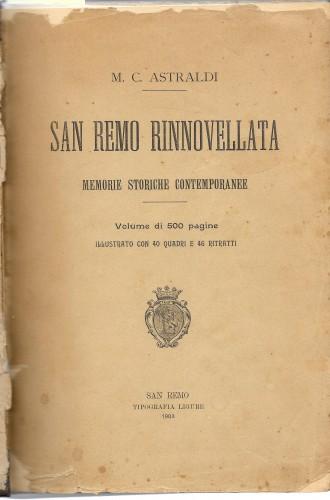 M. C. ASTRALDI
SAN REMO RINNOVELLATA
MEMORIE STORICHE CONTEMPORANEE
Volume di 500 pagine
ILLUSTRATO CON 40 QUADRI E 46 RITRATTI
SAN REMO
TIPOGRAFIA LIGURE